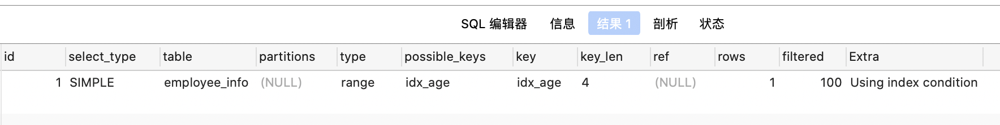 SQL 编辑器 信息 结果 1 剖析 状态
id select_type table partitions type possible_keys key key_len ref rows filtered Extra
1 SIMPLE employee_info (NULL) range idx_age idx_age 4 (NULL) 1 100 Using index condition